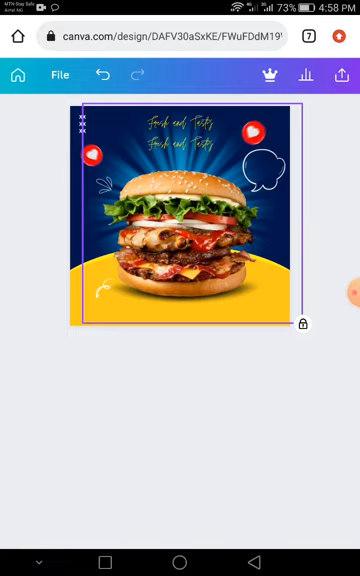 MTN-Stay Safe
Airtel NG
73% 4:58 PM
canva.com/design/DAFV30aSxKE/FWuFDdM19
7
File
Fresh and Tasty
Fresh and Tasty